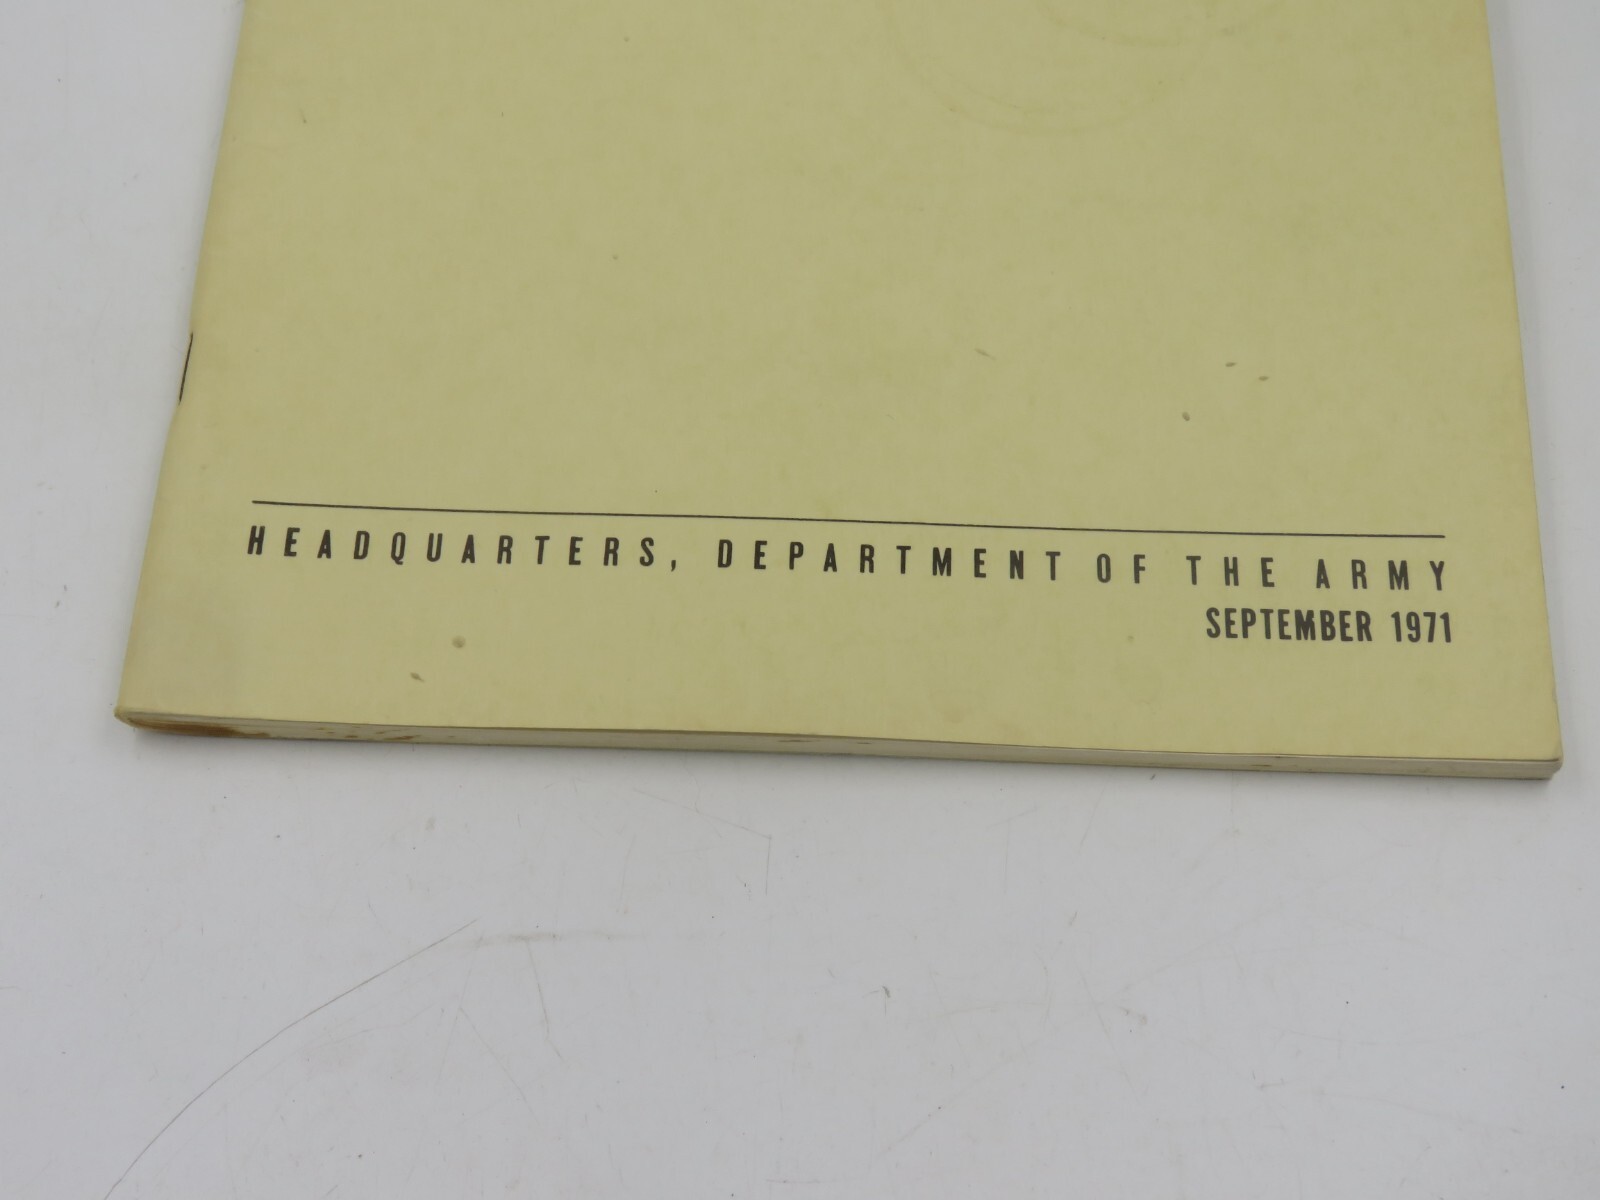 HEADQUARTERS, DEPARTMENT OF THE ARMY
SEPTEMBER 1971